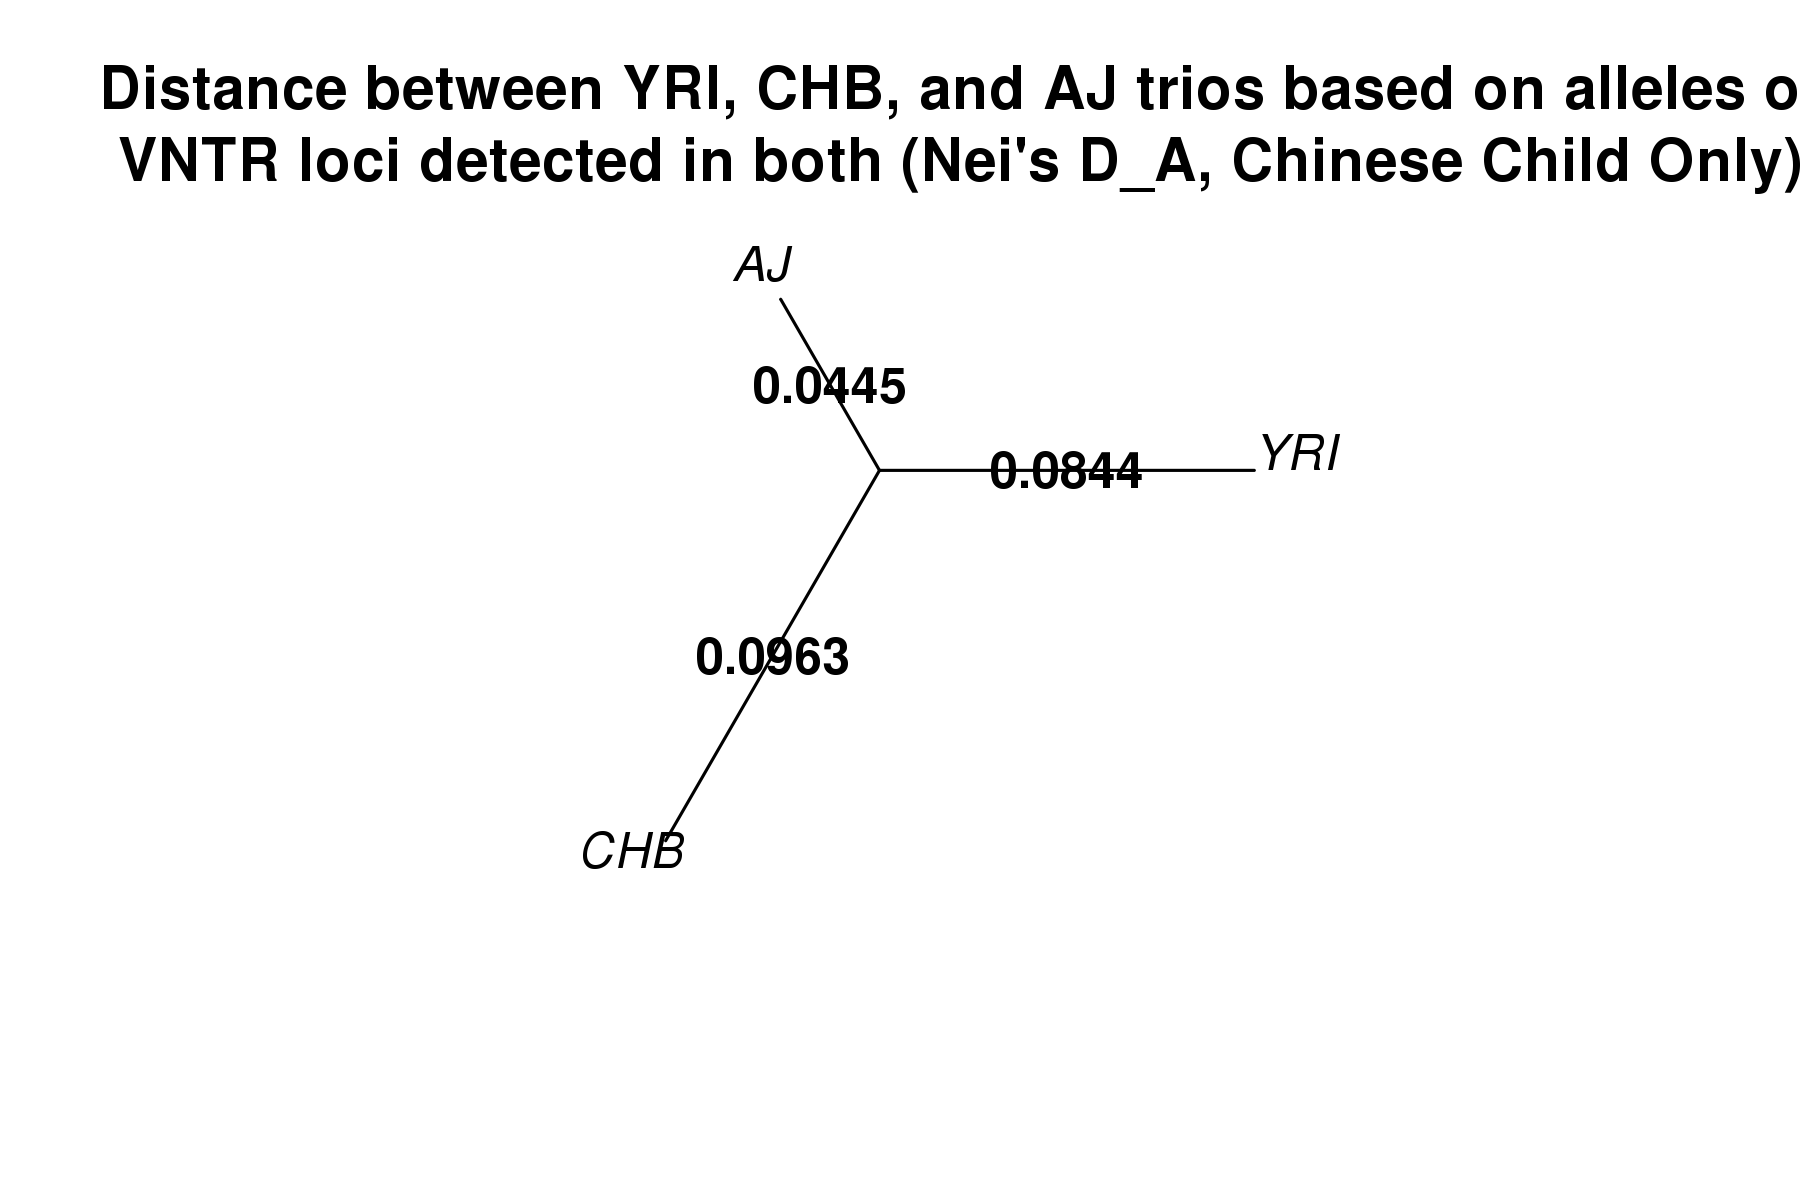 Distance between YRI, CHB, and AJ trios based on alleles o
VNTR loci detected in both (Nei's D_A, Chinese Child Only)
AJ
0.0445
YRI
0.0844
0.0963
CHB